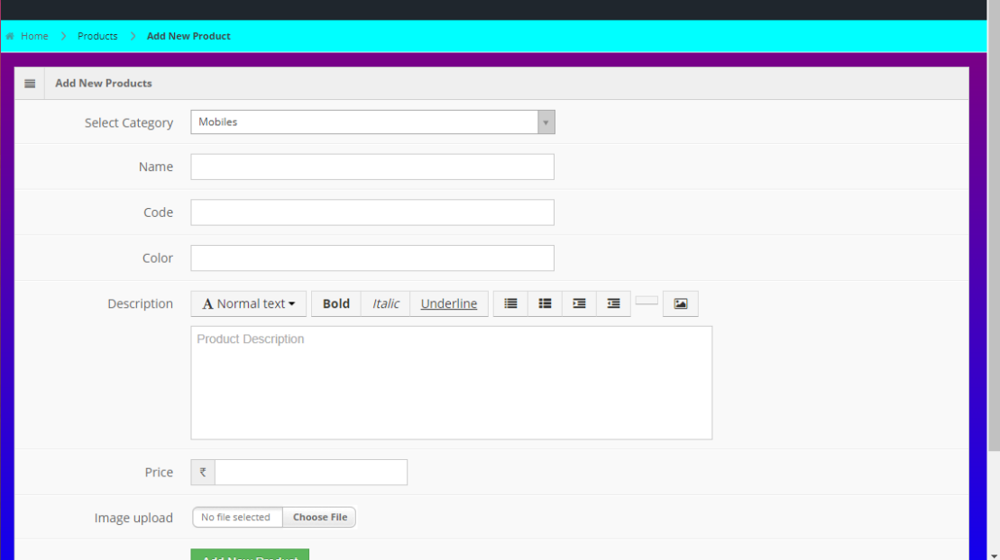 Home > Products > Add New Product
Add New Products
Select Category Mobiles
Name
Code
Color
Description A Normal text Bold Italic Underline
Product Description
Price ₹
Image upload No file selected Choose File
Add New Product